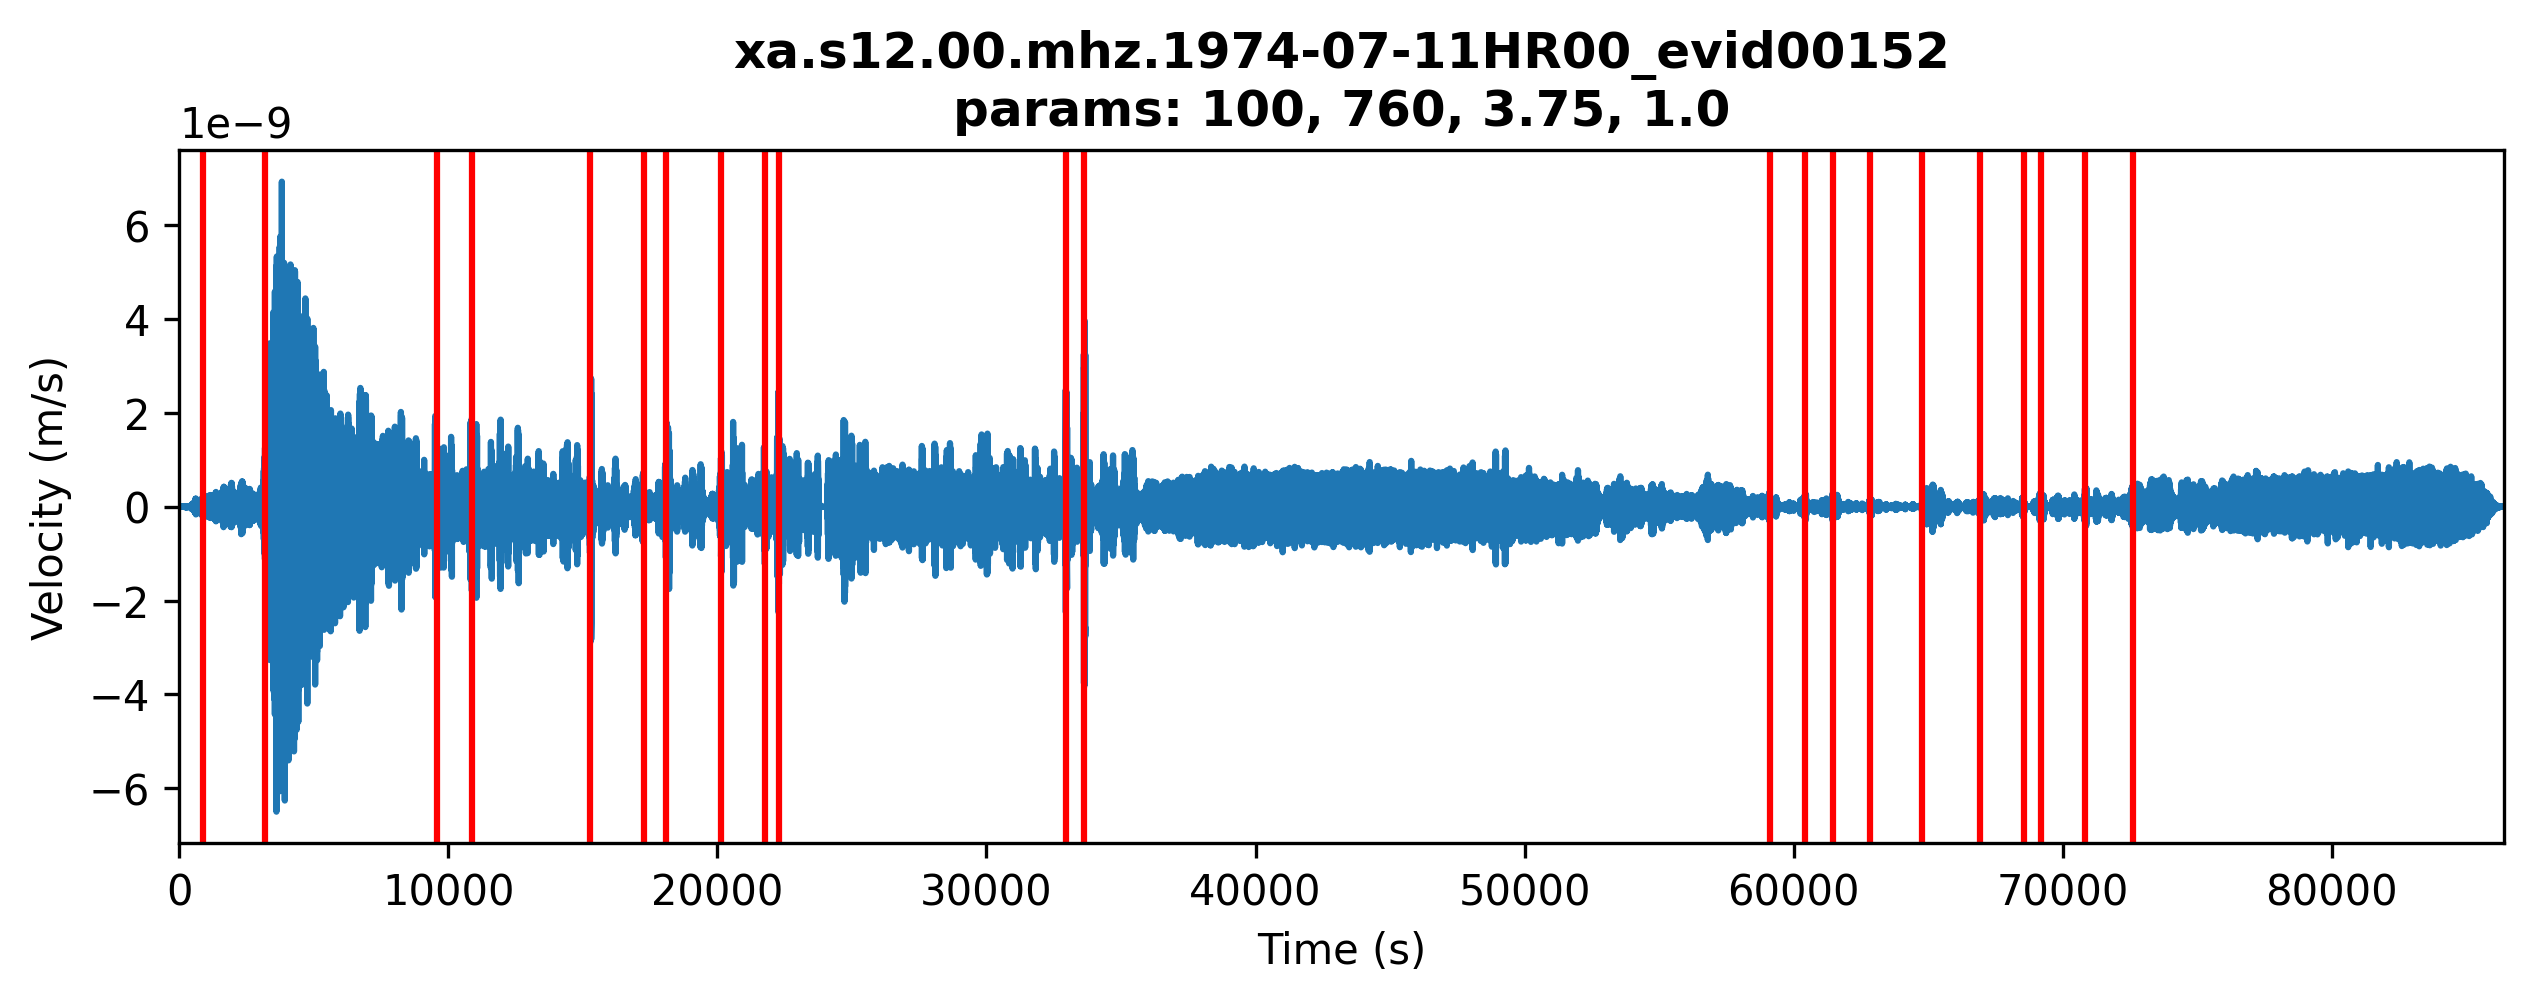 xa.s12.00.mhz.1974-07-11HR00_evid00152
params: 100, 760, 3.75, 1.0
1e−9
6
4
2
0
−2
−4
−6
Velocity (m/s)
0 10000 20000 30000 40000 50000 60000 70000 80000
Time (s)